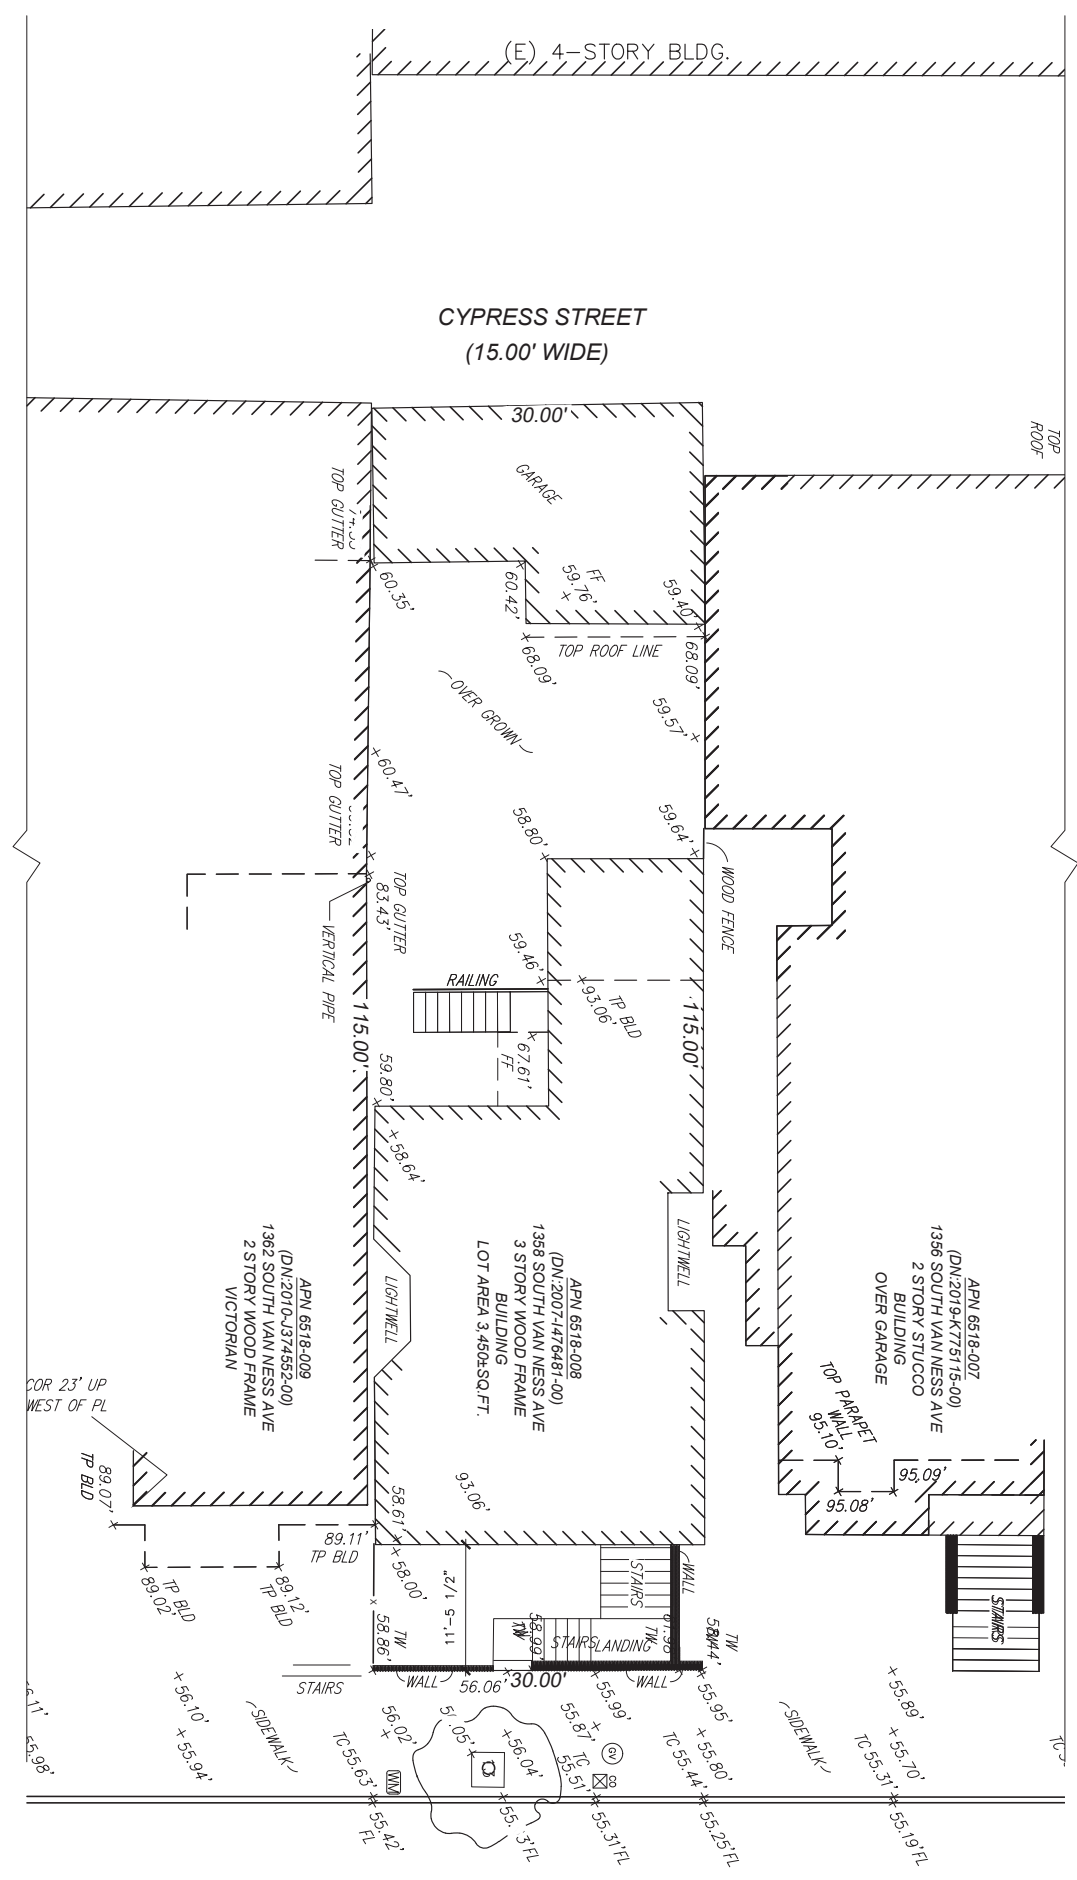 (E) 4-STORY BLDG.
CYPRESS STREET
(15.00' WIDE)
30.00'
TOP
ROOF
GARAGE
TOP GUTTER
FF
59.76'
59.40'
60.35'
60.42'
TOP ROOF LINE
68.09'
68.09'
OVER GROWN
59.57'
60.47'
TOP GUTTER
58.80'
59.64'
WOOD FENCE
TOP GUTTER
83.43'
VERTICAL PIPE
59.46'
RAILING
93.06'
TP BLD
115.00'
115.00'
67.61'
FF
59.80'
58.64'
LIGHTWELL
LIGHTWELL
APN 6518-009
(DN:2010-J374552-00)
1362 SOUTH VAN NESS AVE
2 STORY WOOD FRAME
VICTORIAN
APN 6518-008
(DN:2007-I476481-00)
1358 SOUTH VAN NESS AVE
3 STORY WOOD FRAME
BUILDING
LOT AREA 3,450±SQ.FT.
APN 6518-007
(DN:2019-K775115-00)
1356 SOUTH VAN NESS AVE
2 STORY STUCCO
BUILDING
OVER GARAGE
COR 23' UP
WEST OF PL
TOP PARAPET
WALL
95.10'
95.09'
95.08'
89.07'
TP BLD
93.06'
58.61'
89.11'
TP BLD
58.00'
89.02'
TP BLD
89.12'
TP BLD
11'-5 1/2"
STAIRS
WALL
STAIRS
58.86'
TW
58.99'
TW
STAIRS
LANDING
61.98'
TW
TW
STAIRS
WALL
56.06'
30.00'
WALL
56.10'
55.94'
55.98'
SIDEWALK
56.02'
56.04'
55.99'
55.87'
55.95'
55.80'
SIDEWALK
55.89'
55.70'
TC 55.63'
55.42'
FL
WM
GV
CO
TC
55.51'
55.31'FL
TC 55.44'
55.25'FL
TC 55.31'
55.19'FL